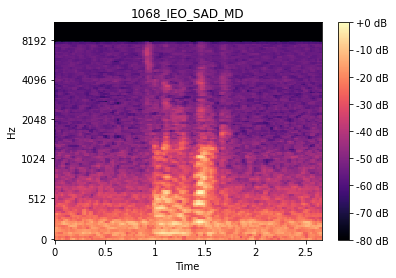 1068_IEO_SAD_MD
+0 dB
8192
-10 dB
4096
-20 dB
-30 dB
2048
Hz
-40 dB
1024
-50 dB
-60 dB
512
-70 dB
0
-80 dB
0 0.5 1 1.5 2 2.5
Time